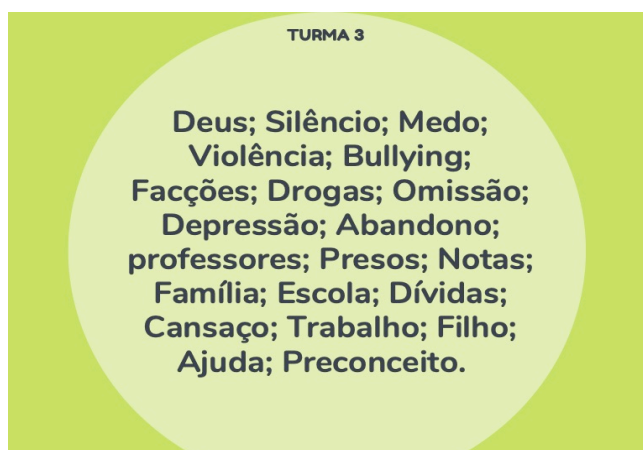 TURMA 3
Deus; Silêncio; Medo;
Violência; Bullying;
Facções; Drogas; Omissão;
Depressão; Abandono;
professores; Presos; Notas;
Família; Escola; Dívidas;
Cansaço; Trabalho; Filho;
Ajuda; Preconceito.